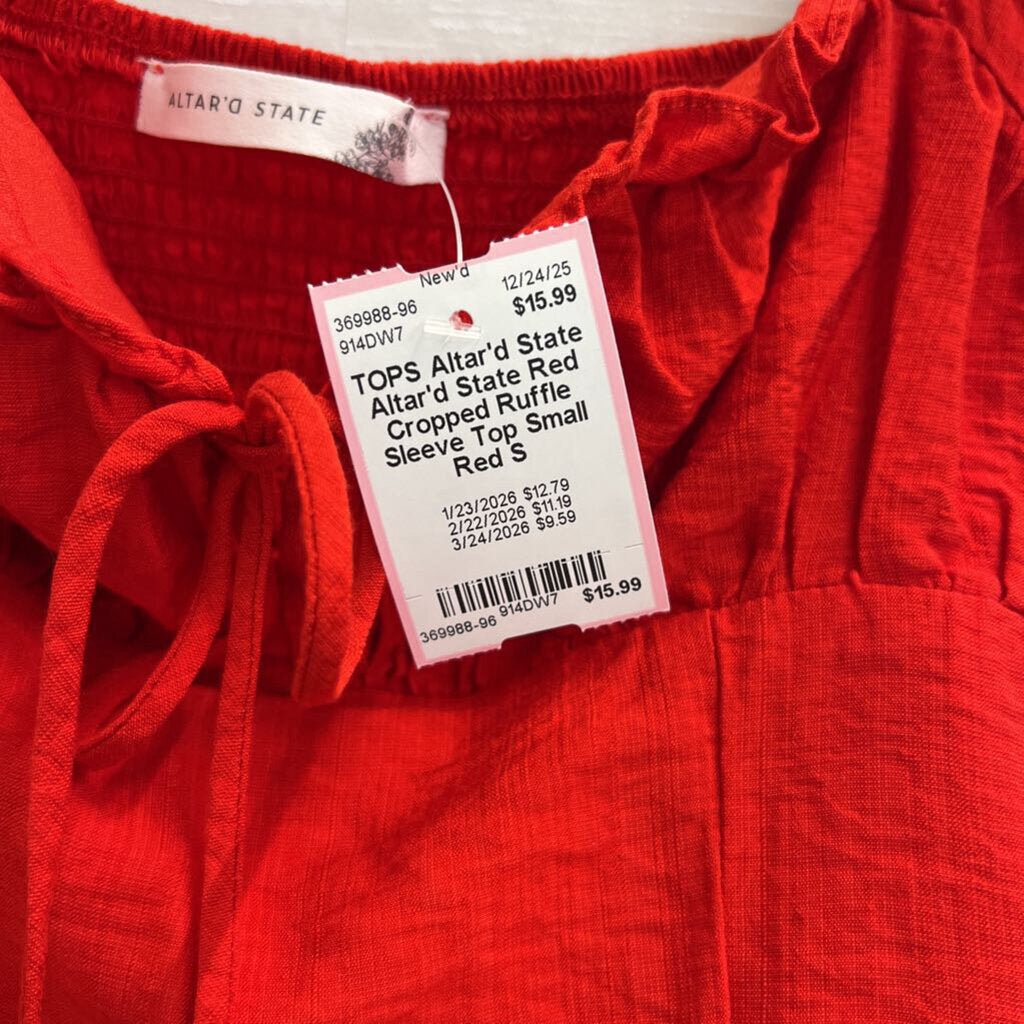 ALTAR'D STATE
New'd
369988-96 12/24/25
914DW7 $15.99
TOPS Altar'd State
Altar'd State Red
Cropped Ruffle
Sleeve Top Small
Red S
1/23/2026 $12.79
2/22/2026 $11.19
3/24/2026 $9.59
369988-96 914DW7 $15.99